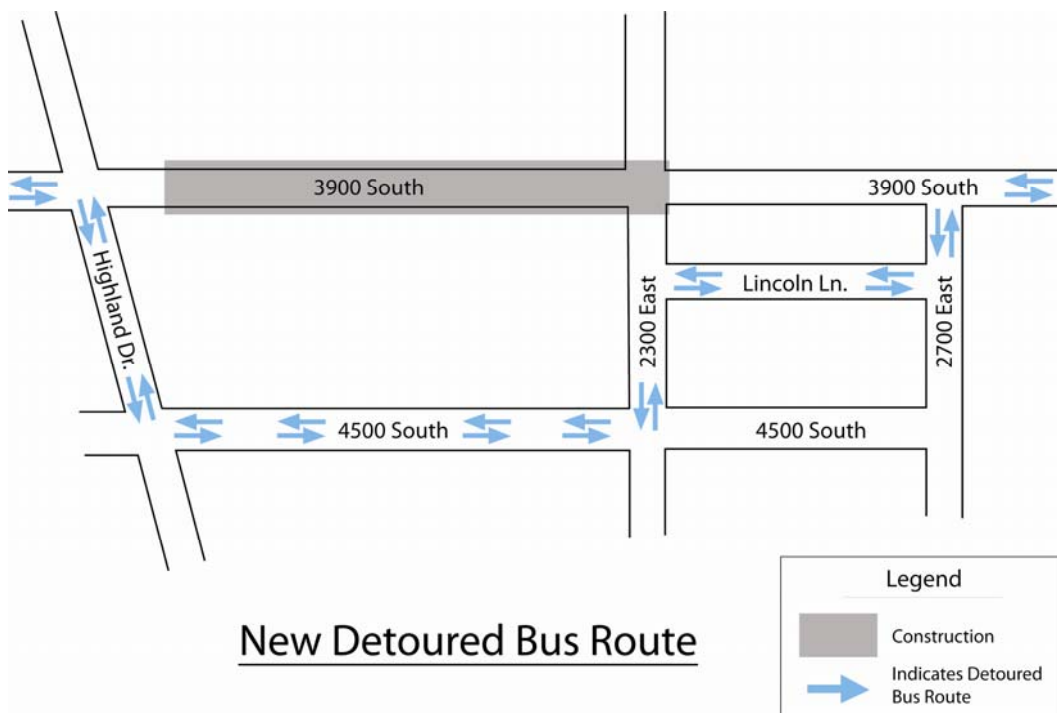 3900 South
3900 South
Highland Dr.
2300 East
Lincoln Ln.
2700 East
4500 South
4500 South
New Detoured Bus Route
Legend
Construction
Indicates Detoured
Bus Route